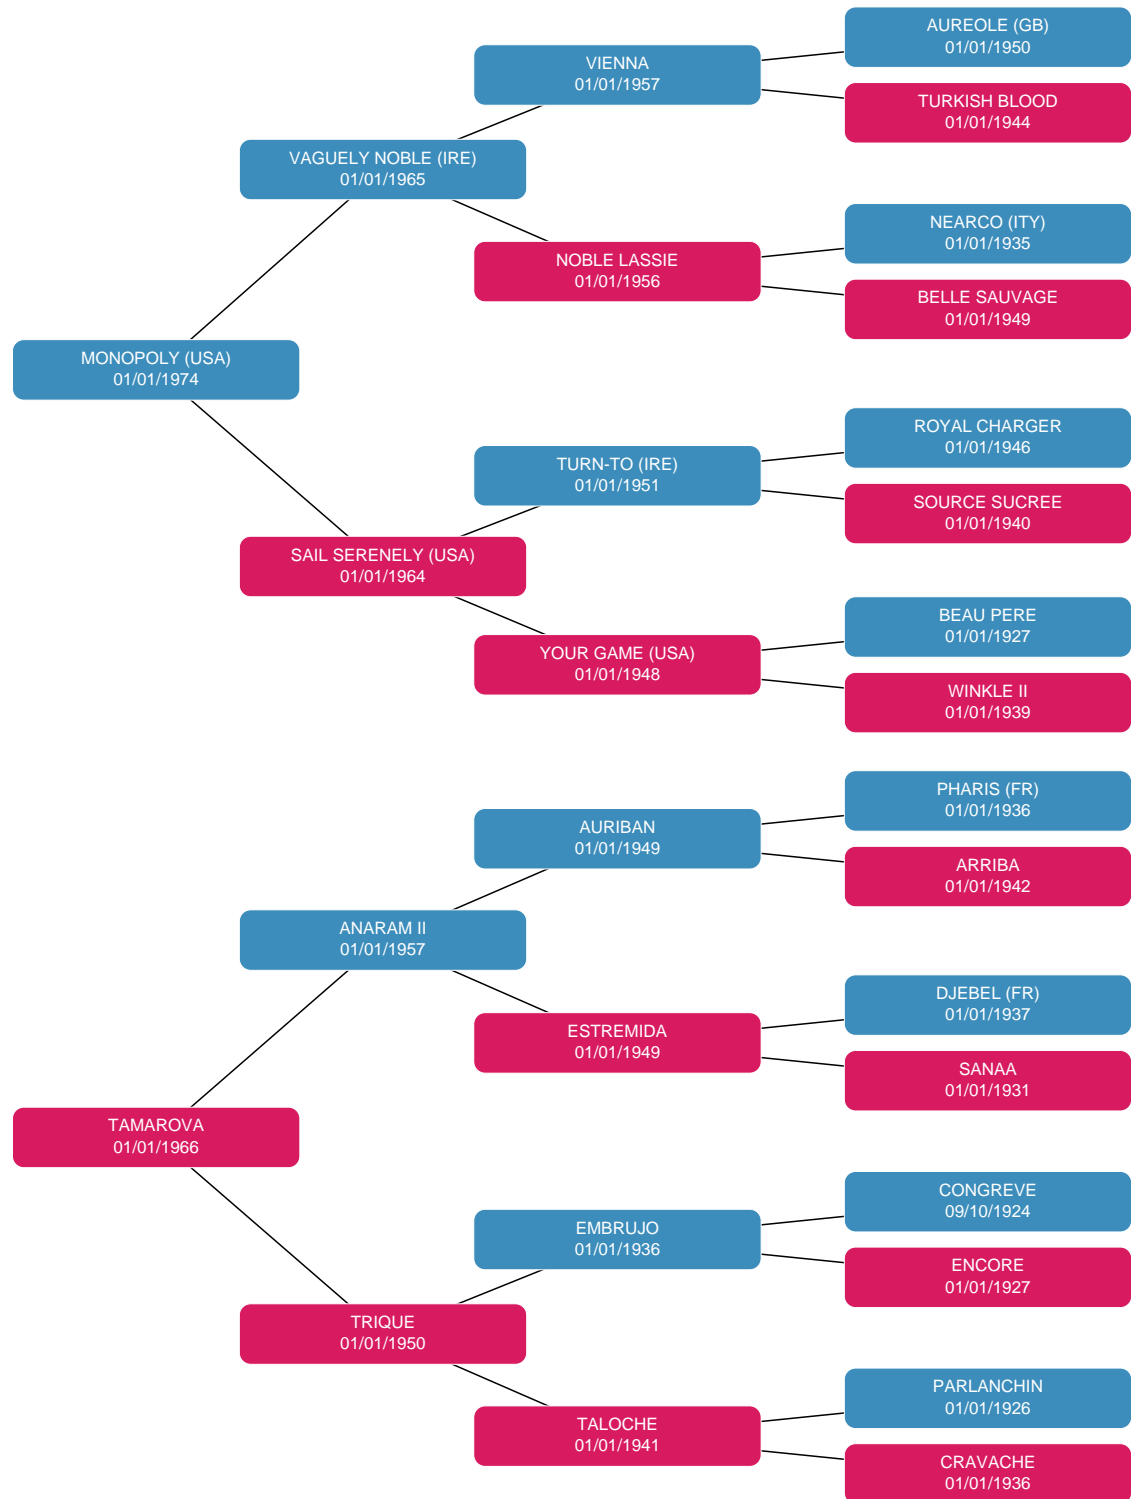 AUREOLE (GB)
01/01/1950
VIENNA
01/01/1957
TURKISH BLOOD
01/01/1944
VAGUELY NOBLE (IRE)
01/01/1965
NEARCO (ITY)
01/01/1935
NOBLE LASSIE
01/01/1956
BELLE SAUVAGE
01/01/1949
MONOPOLY (USA)
01/01/1974
ROYAL CHARGER
01/01/1946
TURN-TO (IRE)
01/01/1951
SOURCE SUCREE
01/01/1940
SAIL SERENELY (USA)
01/01/1964
BEAU PERE
01/01/1927
YOUR GAME (USA)
01/01/1948
WINKLE II
01/01/1939
PHARIS (FR)
01/01/1936
AURIBAN
01/01/1949
ARRIBA
01/01/1942
ANARAM II
01/01/1957
DJEBEL (FR)
01/01/1937
ESTREMIDA
01/01/1949
SANAA
01/01/1931
TAMAROVA
01/01/1966
CONGREVE
09/10/1924
EMBRUJO
01/01/1936
ENCORE
01/01/1927
TRIQUE
01/01/1950
PARLANCHIN
01/01/1926
TALOCHE
01/01/1941
CRAVACHE
01/01/1936